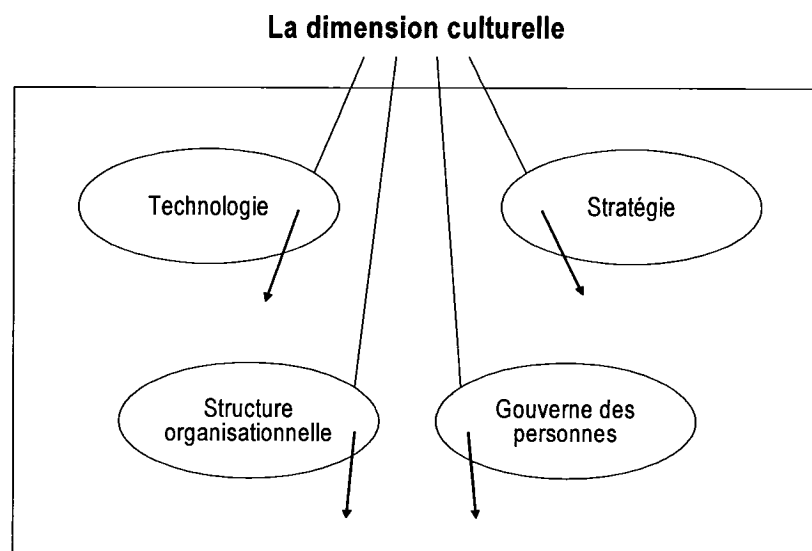 La dimension culturelle
Technologie
Stratégie
Structure
organisationnelle
Gouverne des
personnes